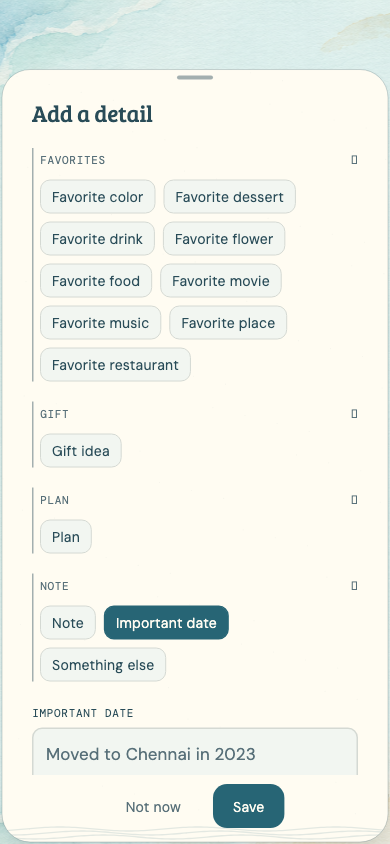 Add a detail
FAVORITES
Favorite color Favorite dessert
Favorite drink Favorite flower
Favorite food Favorite movie
Favorite music Favorite place
Favorite restaurant
GIFT
Gift idea
PLAN
Plan
NOTE
Note Important date
Something else
IMPORTANT DATE
Moved to Chennai in 2023
Not now Save